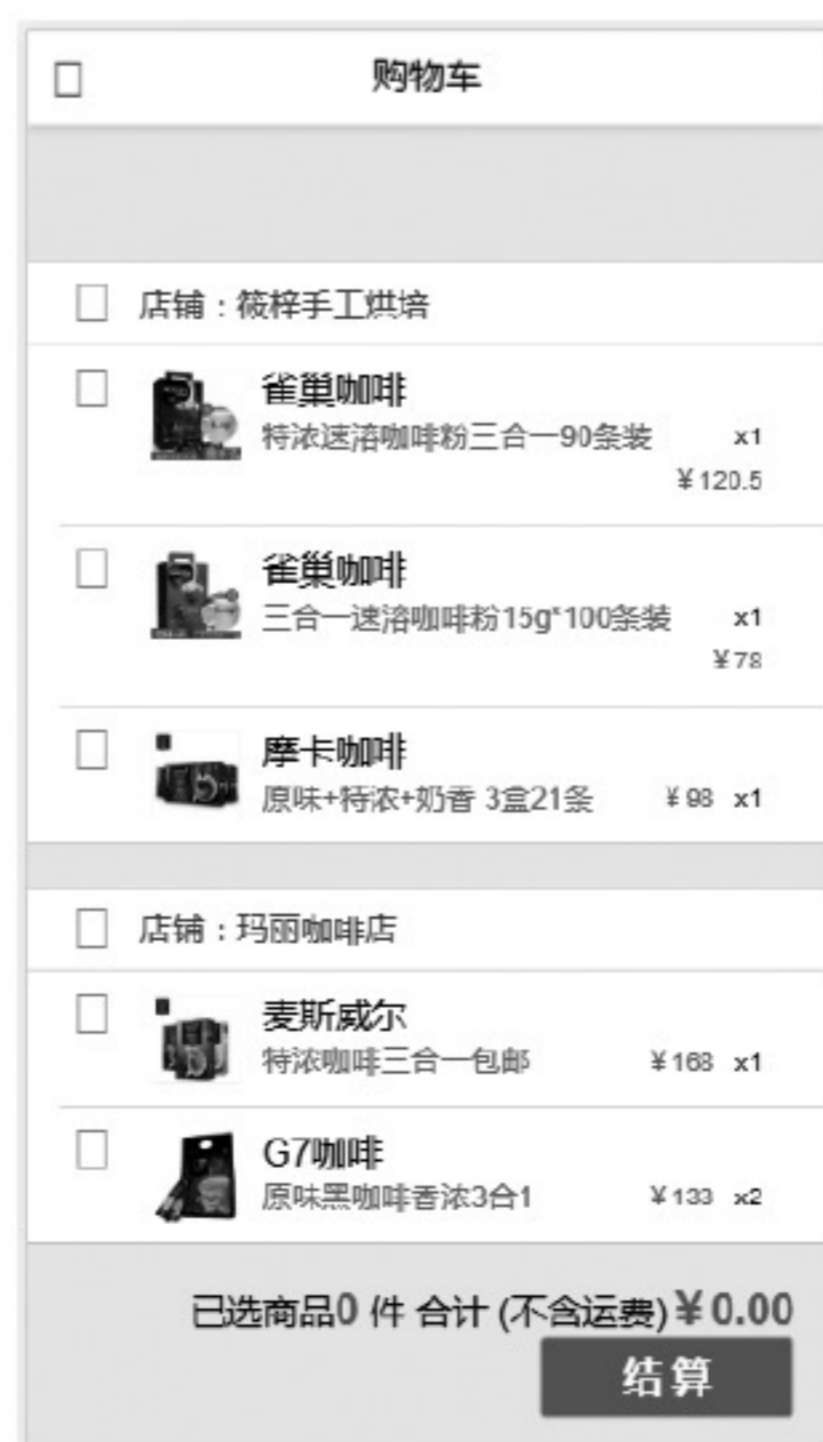 购物车
店铺：筱梓手工烘培
雀巢咖啡
特浓速溶咖啡粉三合一90条装 x1
￥120.5
雀巢咖啡
三合一速溶咖啡粉15g*100条装 x1
￥78
摩卡咖啡
原味+特浓+奶香 3盒21条 ￥98 x1
店铺：玛丽咖啡店
麦斯威尔
特浓咖啡三合一包邮 ￥168 x1
G7咖啡
原味黑咖啡香浓3合1 ￥133 x2
已选商品0 件 合计 (不含运费)￥0.00
结算